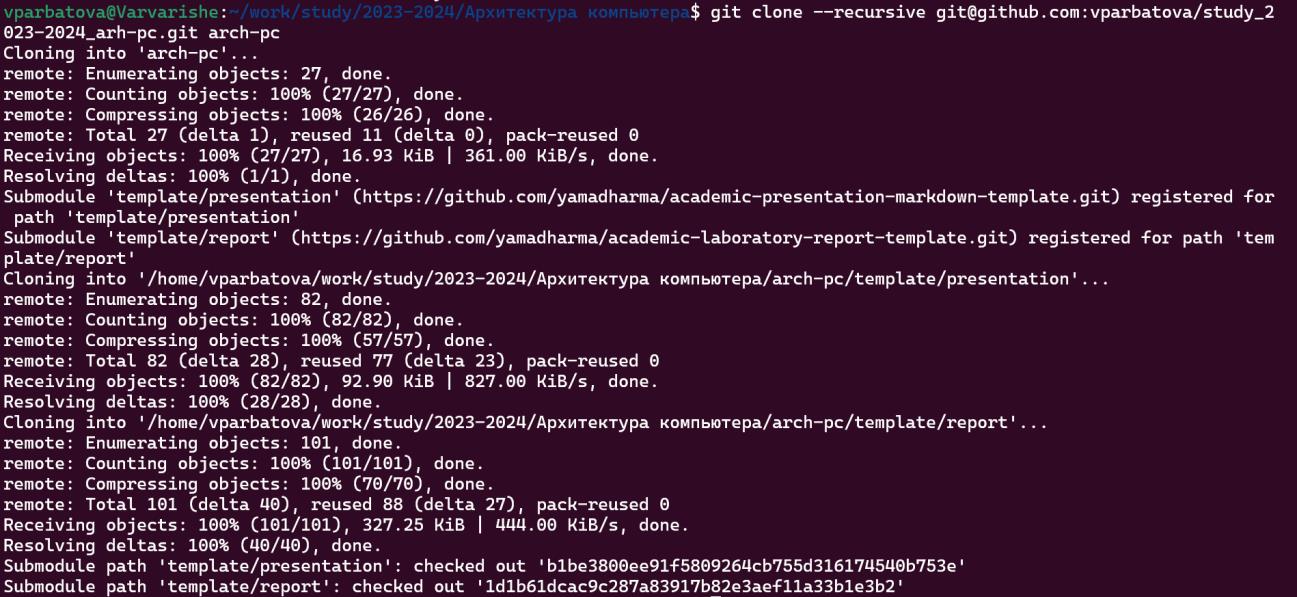 vparbatova@Varvarishe:~/work/study/2023-2024/Архитектура компьютера$ git clone --recursive git@github.com:vparbatova/study_2
023-2024_arh-pc.git arch-pc
Cloning into 'arch-pc'...
remote: Enumerating objects: 27, done.
remote: Counting objects: 100% (27/27), done.
remote: Compressing objects: 100% (26/26), done.
remote: Total 27 (delta 1), reused 11 (delta 0), pack-reused 0
Receiving objects: 100% (27/27), 16.93 KiB | 361.00 KiB/s, done.
Resolving deltas: 100% (1/1), done.
Submodule 'template/presentation' (https://github.com/yamadharma/academic-presentation-markdown-template.git) registered for
 path 'template/presentation'
Submodule 'template/report' (https://github.com/yamadharma/academic-laboratory-report-template.git) registered for path 'tem
plate/report'
Cloning into '/home/vparbatova/work/study/2023-2024/Архитектура компьютера/arch-pc/template/presentation'...
remote: Enumerating objects: 82, done.
remote: Counting objects: 100% (82/82), done.
remote: Compressing objects: 100% (57/57), done.
remote: Total 82 (delta 28), reused 77 (delta 23), pack-reused 0
Receiving objects: 100% (82/82), 92.90 KiB | 827.00 KiB/s, done.
Resolving deltas: 100% (28/28), done.
Cloning into '/home/vparbatova/work/study/2023-2024/Архитектура компьютера/arch-pc/template/report'...
remote: Enumerating objects: 101, done.
remote: Counting objects: 100% (101/101), done.
remote: Compressing objects: 100% (70/70), done.
remote: Total 101 (delta 40), reused 88 (delta 27), pack-reused 0
Receiving objects: 100% (101/101), 327.25 KiB | 444.00 KiB/s, done.
Resolving deltas: 100% (40/40), done.
Submodule path 'template/presentation': checked out 'b1be3800ee91f5809264cb755d316174540b753e'
Submodule path 'template/report': checked out '1d1b61dcac9c287a83917b82e3aef11a33b1e3b2'